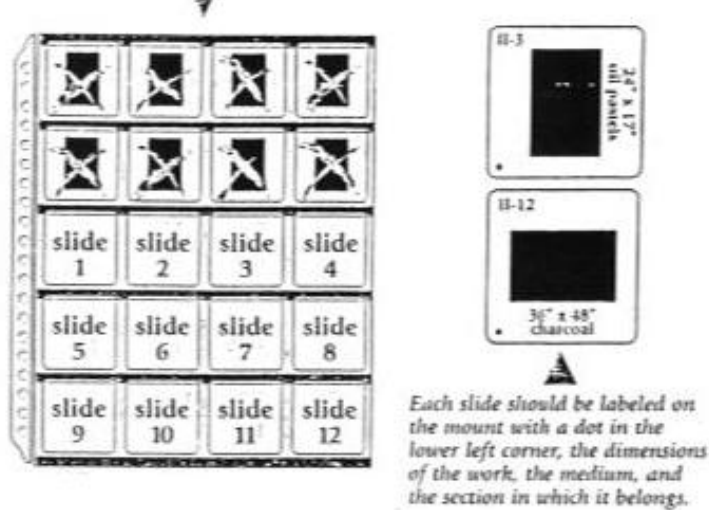 slide slide slide slide
1 2 3 4
slide slide slide slide
5 6 7 8
slide slide slide slide
9 10 11 12
II-3
24" x 17"
oil pastels
II-12
36" x 48"
charcoal
Each slide should be labeled on
the mount with a dot in the
lower left corner, the dimensions
of the work, the medium, and
the section in which it belongs.